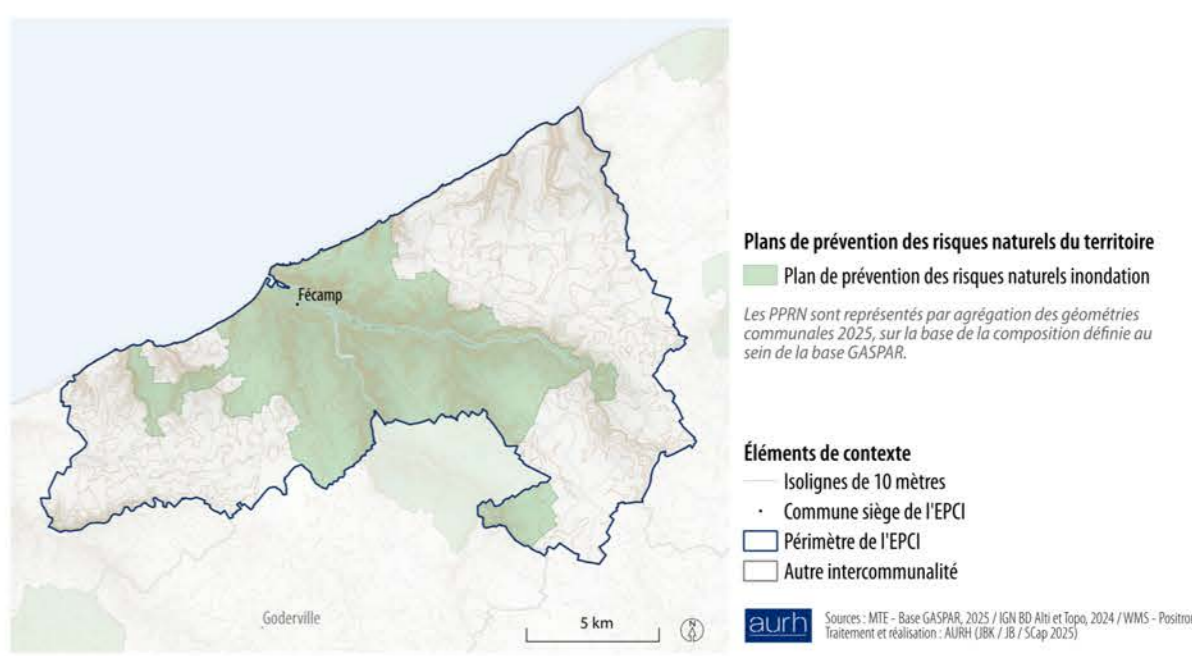 Fécamp
Goderville
5 km
N
Plans de prévention des risques naturels du territoire
Plan de prévention des risques naturels inondation
Les PPRN sont représentés par agrégation des géométries
communales 2025, sur la base de la composition définie au
sein de la base GASPAR.
Éléments de contexte
Isolignes de 10 mètres
Commune siège de l'EPCI
Périmètre de l'EPCI
Autre intercommunalité
aurh
Sources : MTE - Base GASPAR, 2025 / IGN BD Alti et Topo, 2024 / WMS - Positron
Traitement et réalisation : AURH (JBK / JB / SCap 2025)